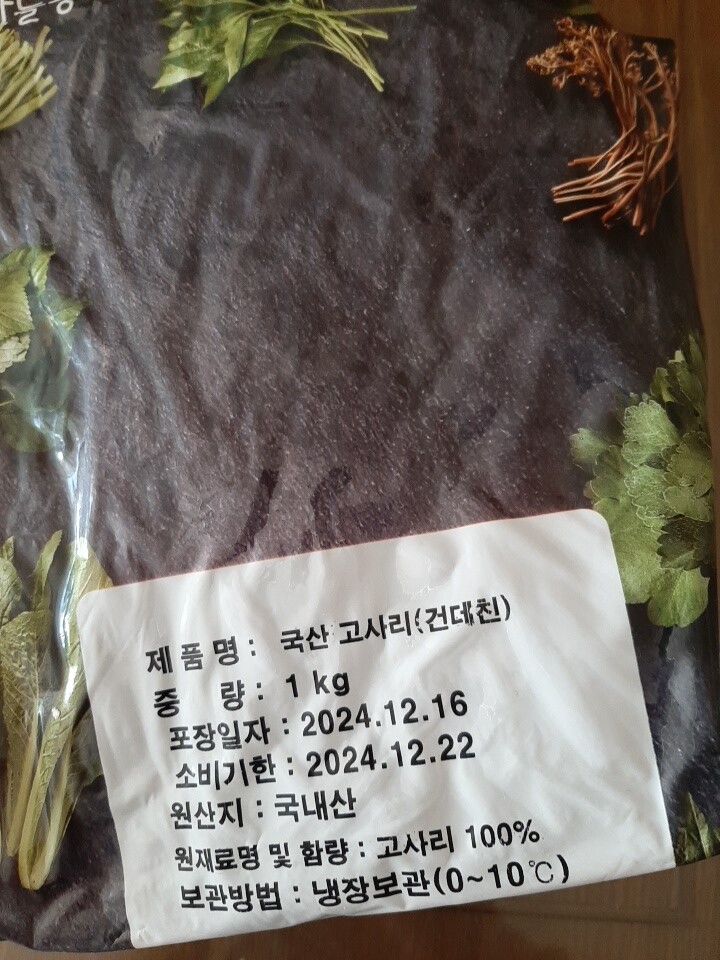 제품명 : 국산 고사리(건데친)
중 량 : 1 kg
포장일자 : 2024.12.16
소비기한 : 2024.12.22
원산지 : 국내산
원재료명 및 함량 : 고사리 100%
보관방법 : 냉장보관(0~10℃)